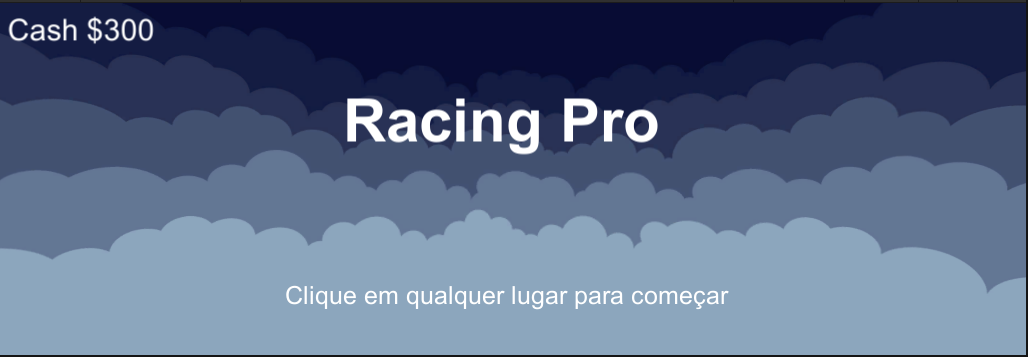 Cash $300
Racing Pro
Clique em qualquer lugar para começar